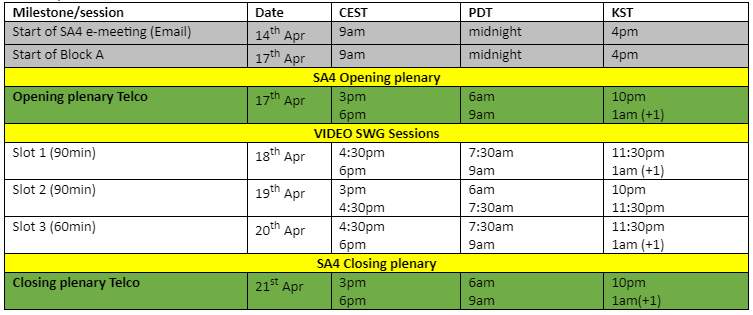 Milestone/session Date CEST PDT KST
Start of SA4 e-meeting (Email) 14th Apr 9am midnight 4pm
Start of Block A 17th Apr 9am midnight 4pm
SA4 Opening plenary
Opening plenary Telco 17th Apr 3pm 6am 10pm
6pm 9am 1am (+1)
VIDEO SWG Sessions
Slot 1 (90min) 18th Apr 4:30pm 7:30am 11:30pm
6pm 9am 1am (+1)
Slot 2 (90min) 19th Apr 3pm 6am 10pm
4:30pm 7:30am 11:30pm
Slot 3 (60min) 20th Apr 4:30pm 7:30am 11:30pm
6pm 9am 1am (+1)
SA4 Closing plenary
Closing plenary Telco 21st Apr 3pm 6am 10pm
6pm 9am 1am(+1)